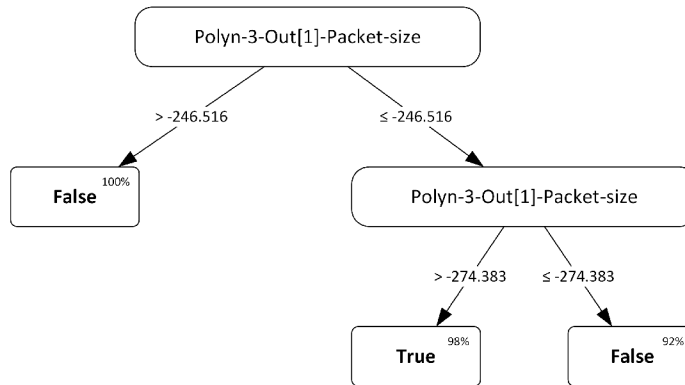 Polyn-3-Out[1]-Packet-size
> -246.516
≤ -246.516
False
100%
Polyn-3-Out[1]-Packet-size
> -274.383
≤ -274.383
True
98%
False
92%